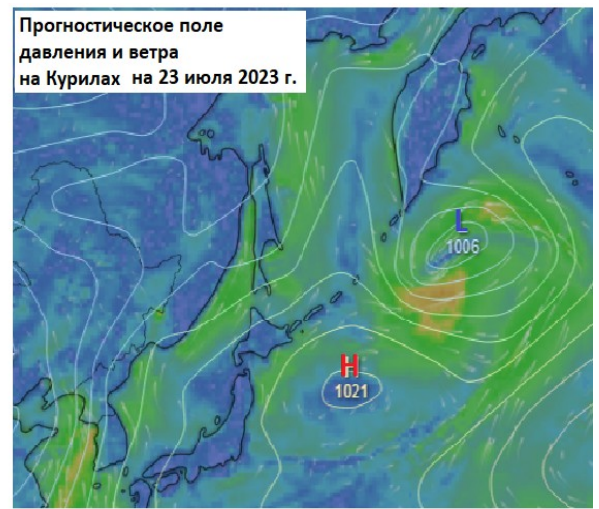 Прогностическое поле
давления и ветра
на Курилах на 23 июля 2023 г.
L
1006
H
1021